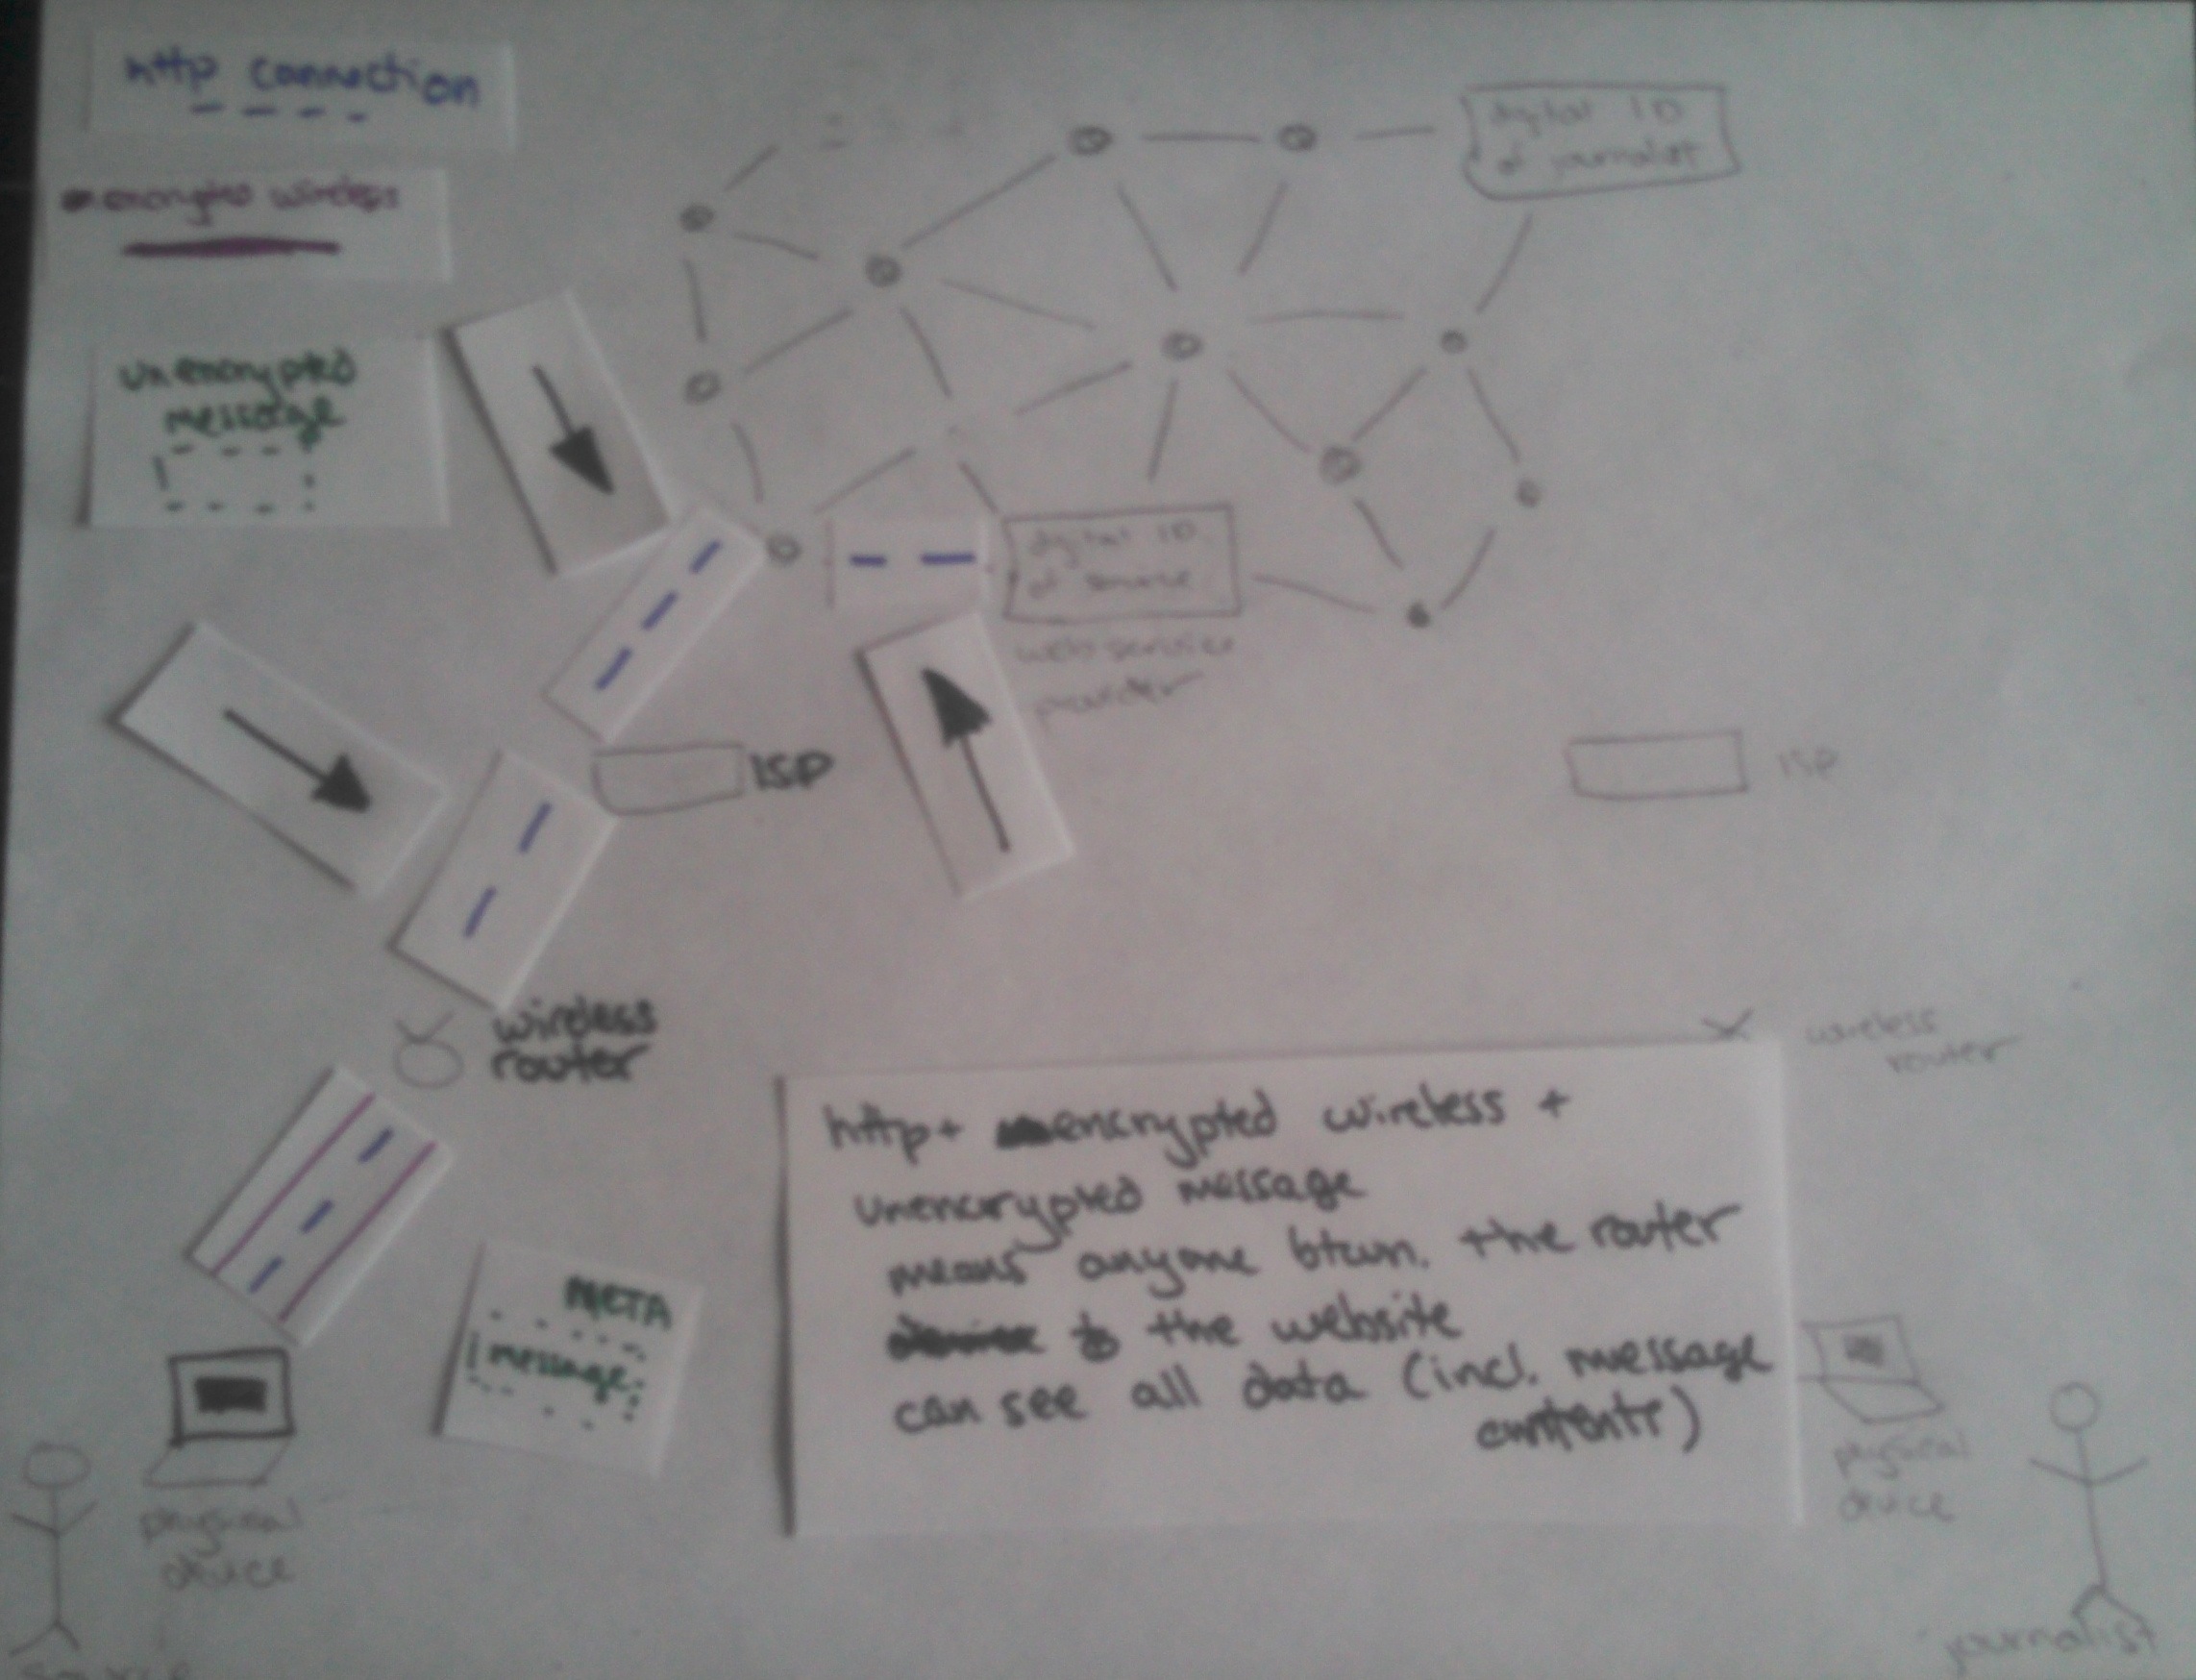 http connection
encrypted wireless
unencrypted
message
digital ID
of journalist
digital ID
of source
web service
provider
ISP
ISP
wireless
router
wireless
router
http + encrypted wireless +
unencrypted message
means anyone btwn. the router
to the website
can see all data (incl. message
contents)
META
message
physical
device
physical
device
source
journalist